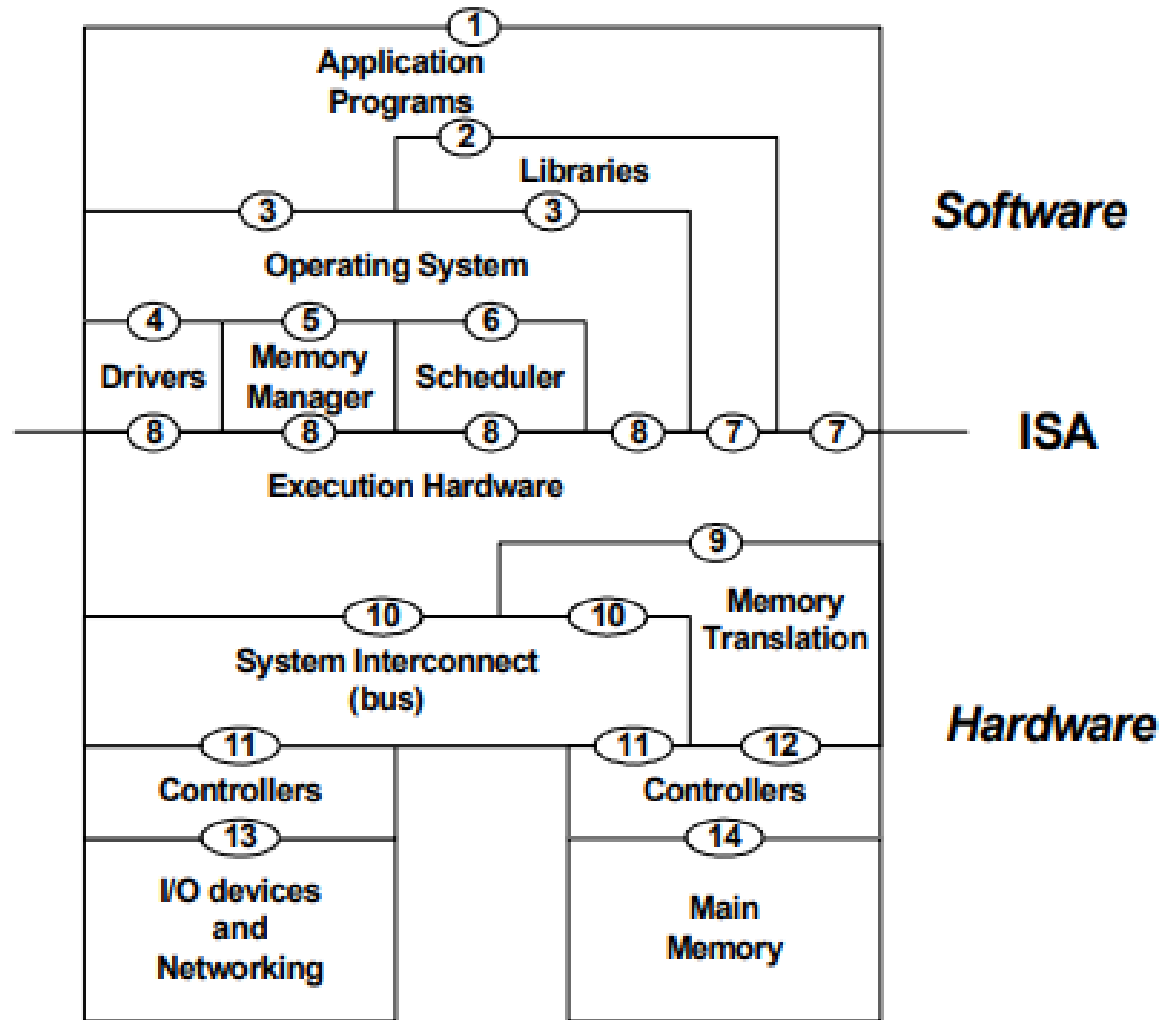 1
Application
Programs
2
Libraries
Software
3 3
Operating System
4 5 6
Drivers
Memory
Manager
Scheduler
8 8 8 8 7 7
ISA
Execution Hardware
9
Memory
Translation
10 10
System Interconnect
(bus)
Hardware
11 11 12
Controllers Controllers
13 14
I/O devices
and
Networking
Main
Memory